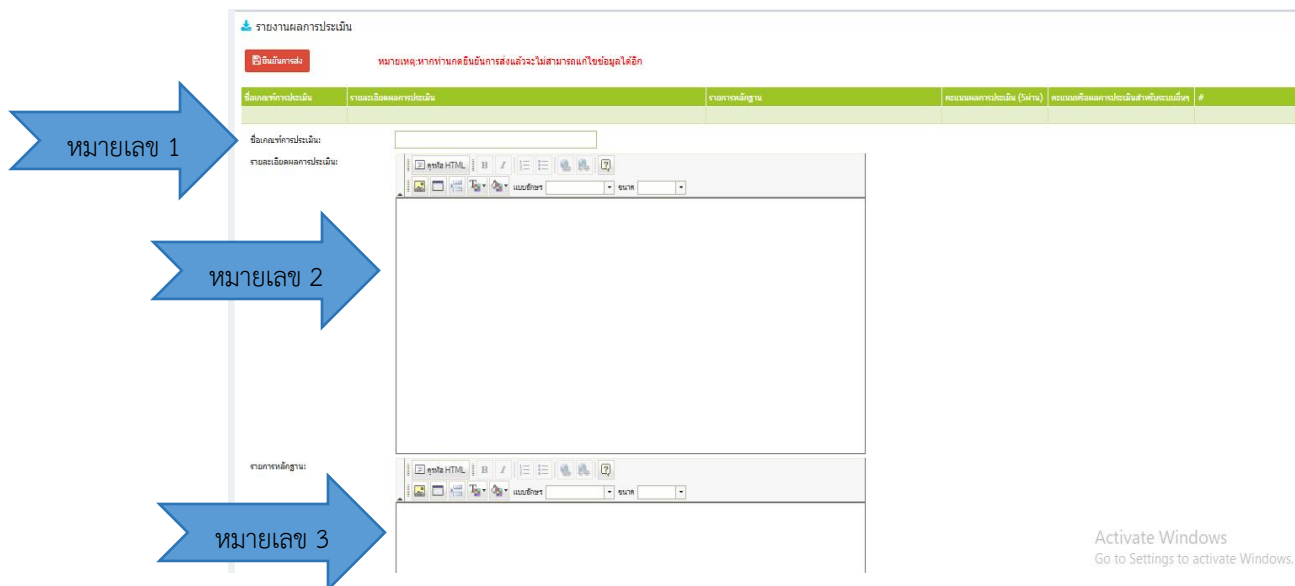 รายงานผลการประเมิน
ยืนยันการส่ง หมายเหตุ:หากท่านกดยืนยันการส่งแล้วจะไม่สามารถแก้ไขข้อมูลได้อีก
ชื่อเกณฑ์การประเมิน รายละเอียดผลการประเมิน รายการหลักฐาน คะแนนผลการประเมิน (5ผ่าน) คะแนนหรือผลการประเมินสำหรับระบบอื่นๆ #
หมายเลข 1
ชื่อเกณฑ์การประเมิน:
รายละเอียดผลการประเมิน:
ดูรหัส HTML B I
แบบอักษร ขนาด
หมายเลข 2
รายการหลักฐาน:
ดูรหัส HTML B I
แบบอักษร ขนาด
หมายเลข 3
Activate Windows
Go to Settings to activate Windows.